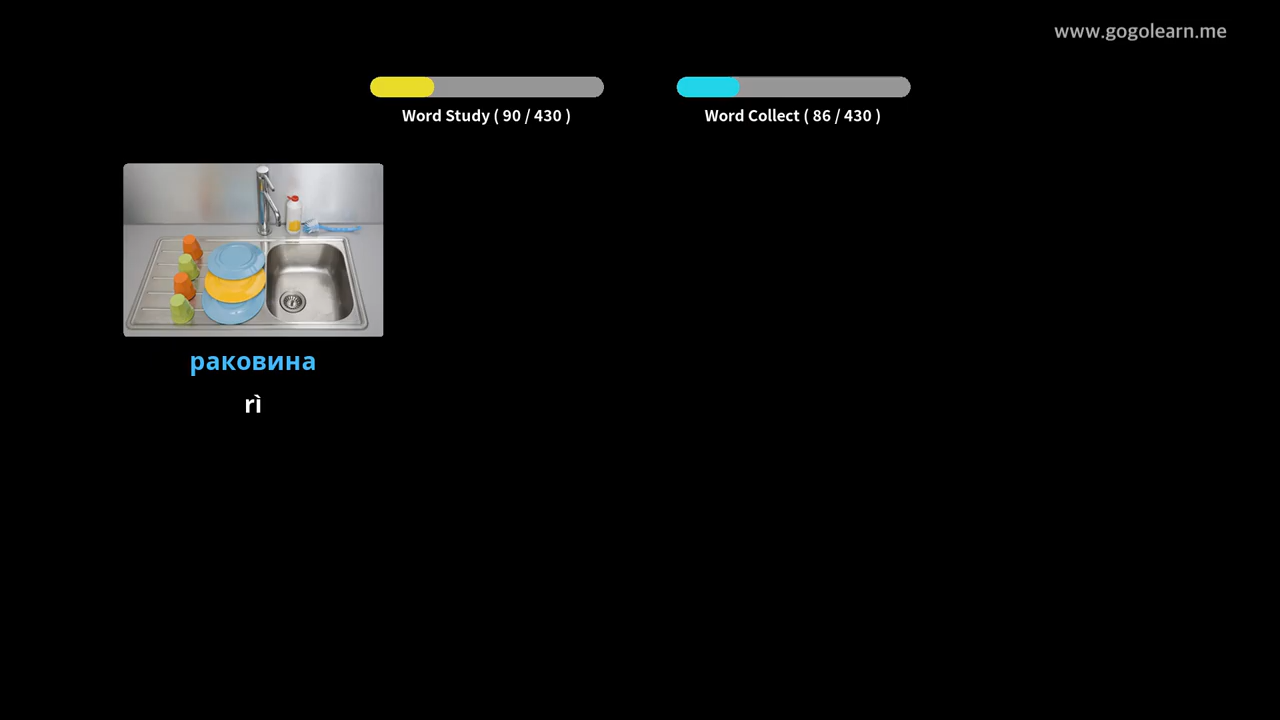 www.gogolearn.me
Word Study ( 90 / 430 )
Word Collect ( 86 / 430 )
раковина
rì